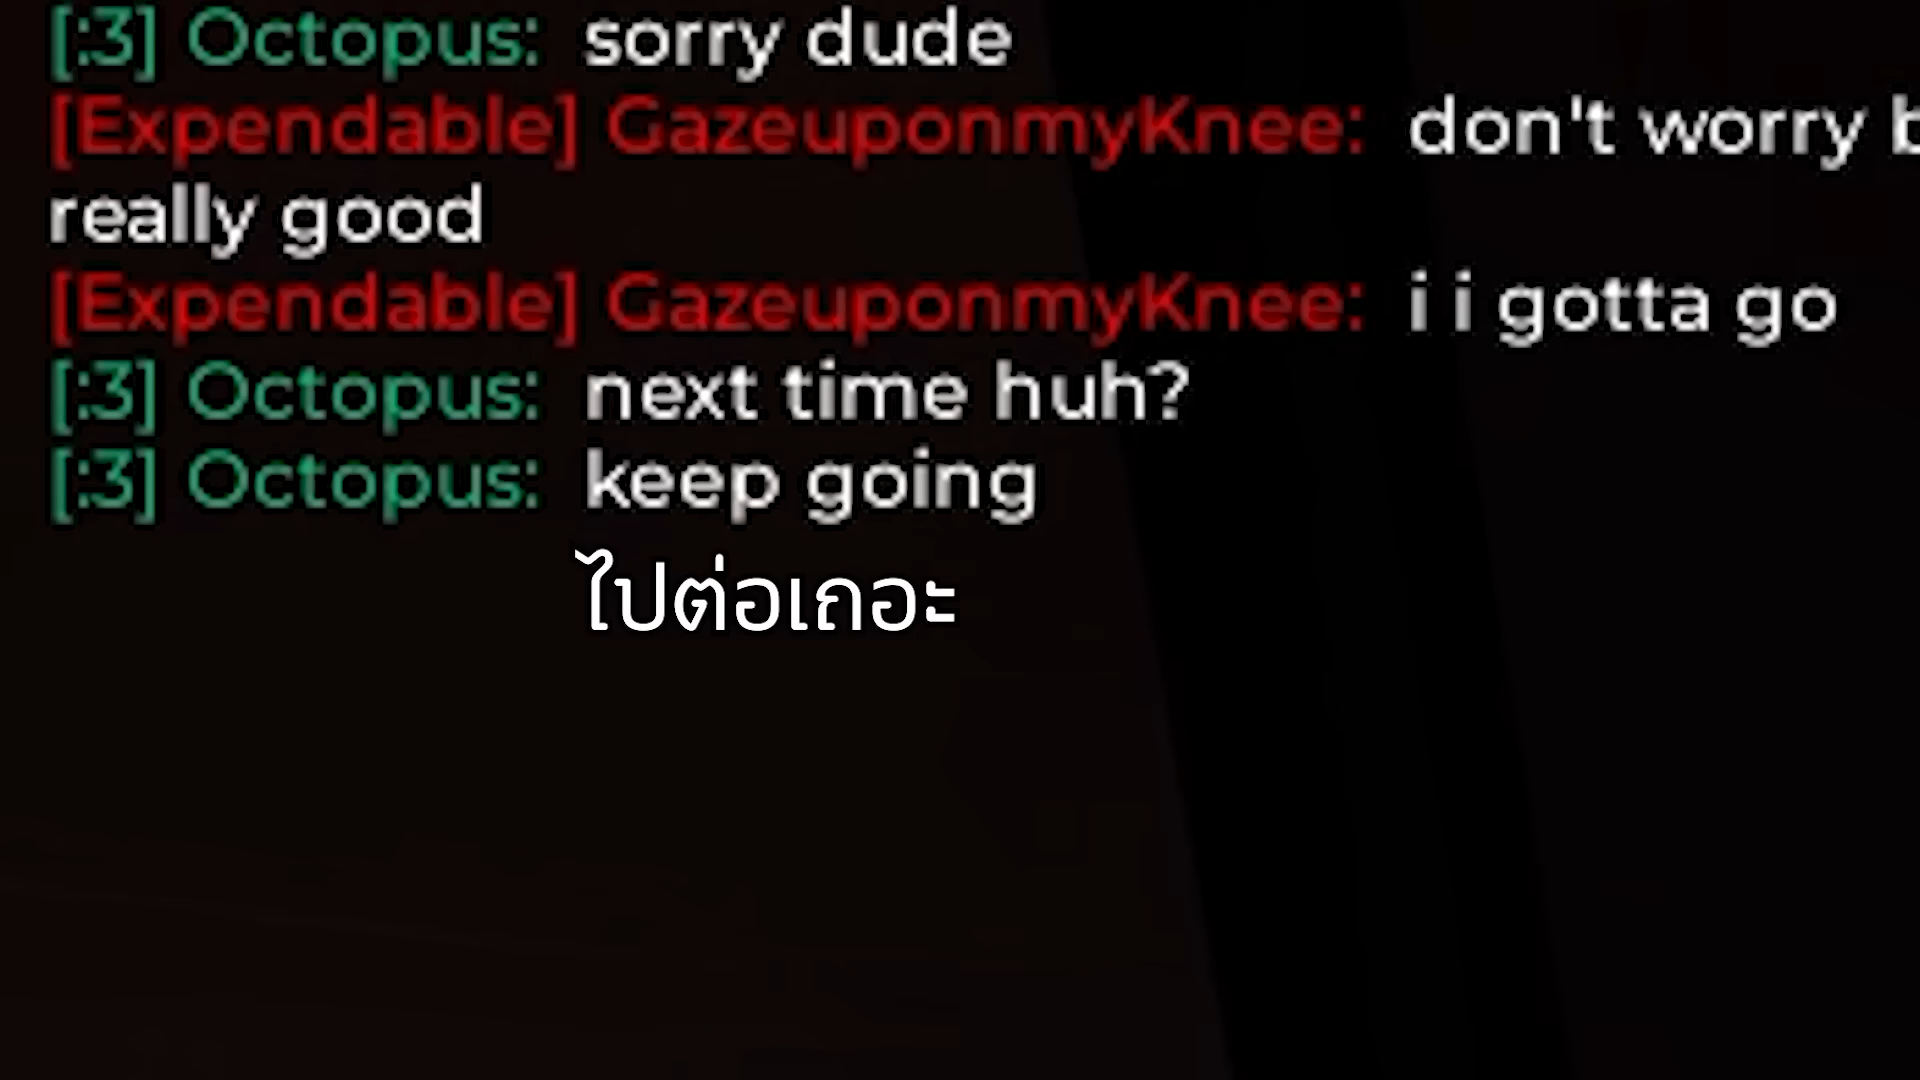 [:3] Octopus: sorry dude
[Expendable] GazeuponmyKnee: don't worry
really good
[Expendable] GazeuponmyKnee: i i gotta go
[:3] Octopus: next time huh?
[:3] Octopus: keep going
ไปต่อเถอะ